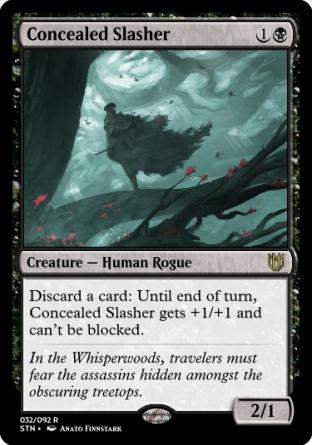 Concealed Slasher 1
Creature — Human Rogue
Discard a card: Until end of turn,
Concealed Slasher gets +1/+1 and
can't be blocked.
In the Whisperwoods, travelers must
fear the assassins hidden amongst the
obscuring treetops.
2/1
032/092 R
STN • Anato Finnstark